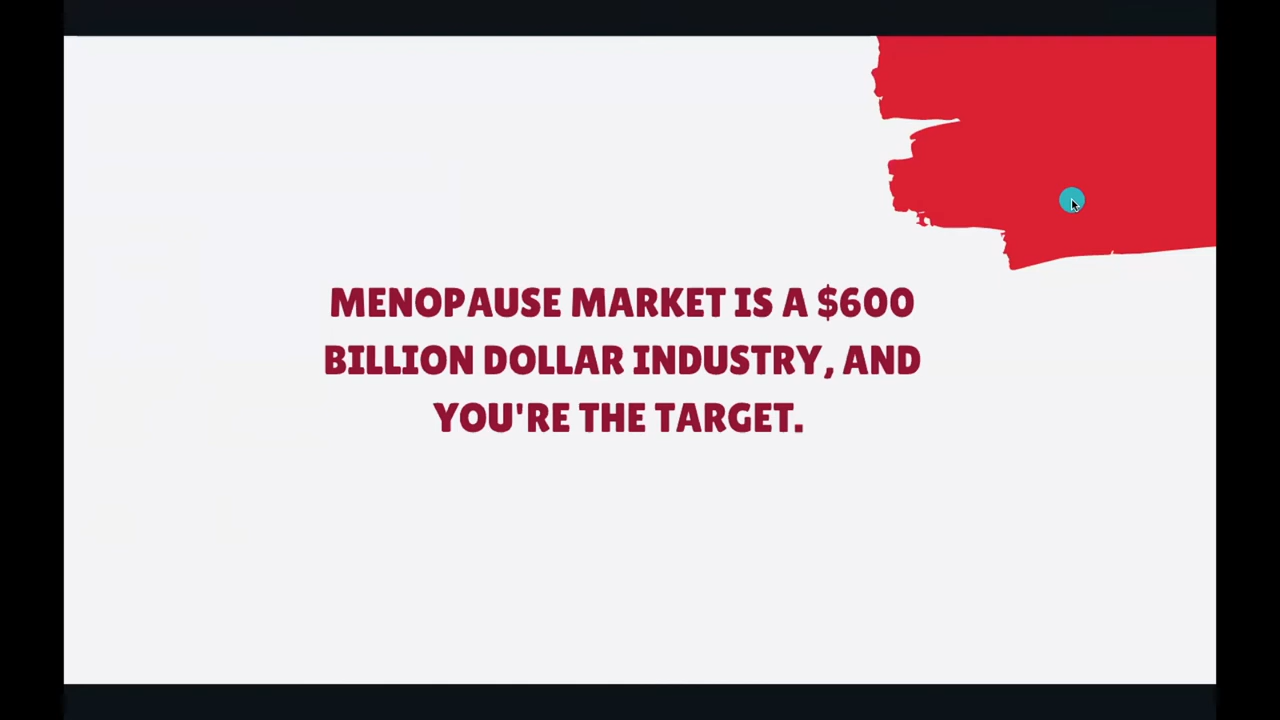 MENOPAUSE MARKET IS A $600
BILLION DOLLAR INDUSTRY, AND
YOU'RE THE TARGET.